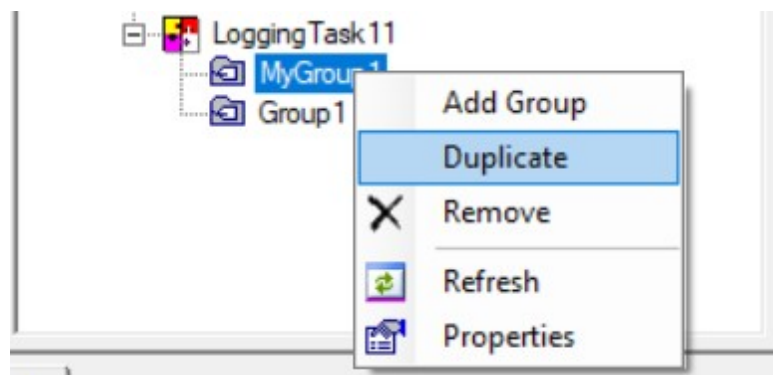 LoggingTask11
MyGroup1
Group1
Add Group
Duplicate
Remove
Refresh
Properties